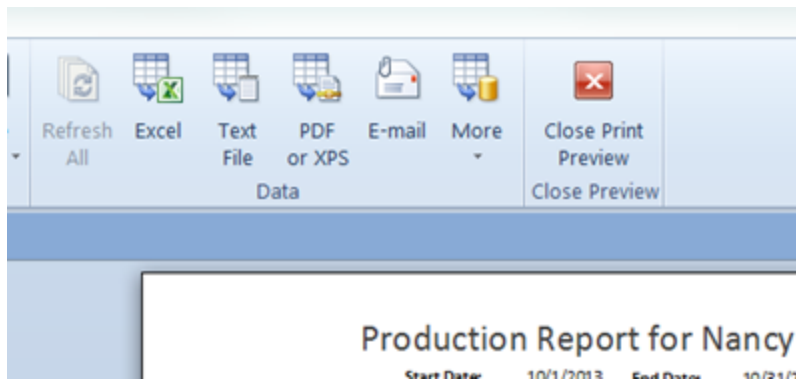 Refresh All
Excel
Text File
PDF or XPS
E-mail
More
Close Print Preview
Data
Close Preview
Production Report for Nancy
Start Date: 10/1/2013 End Date: